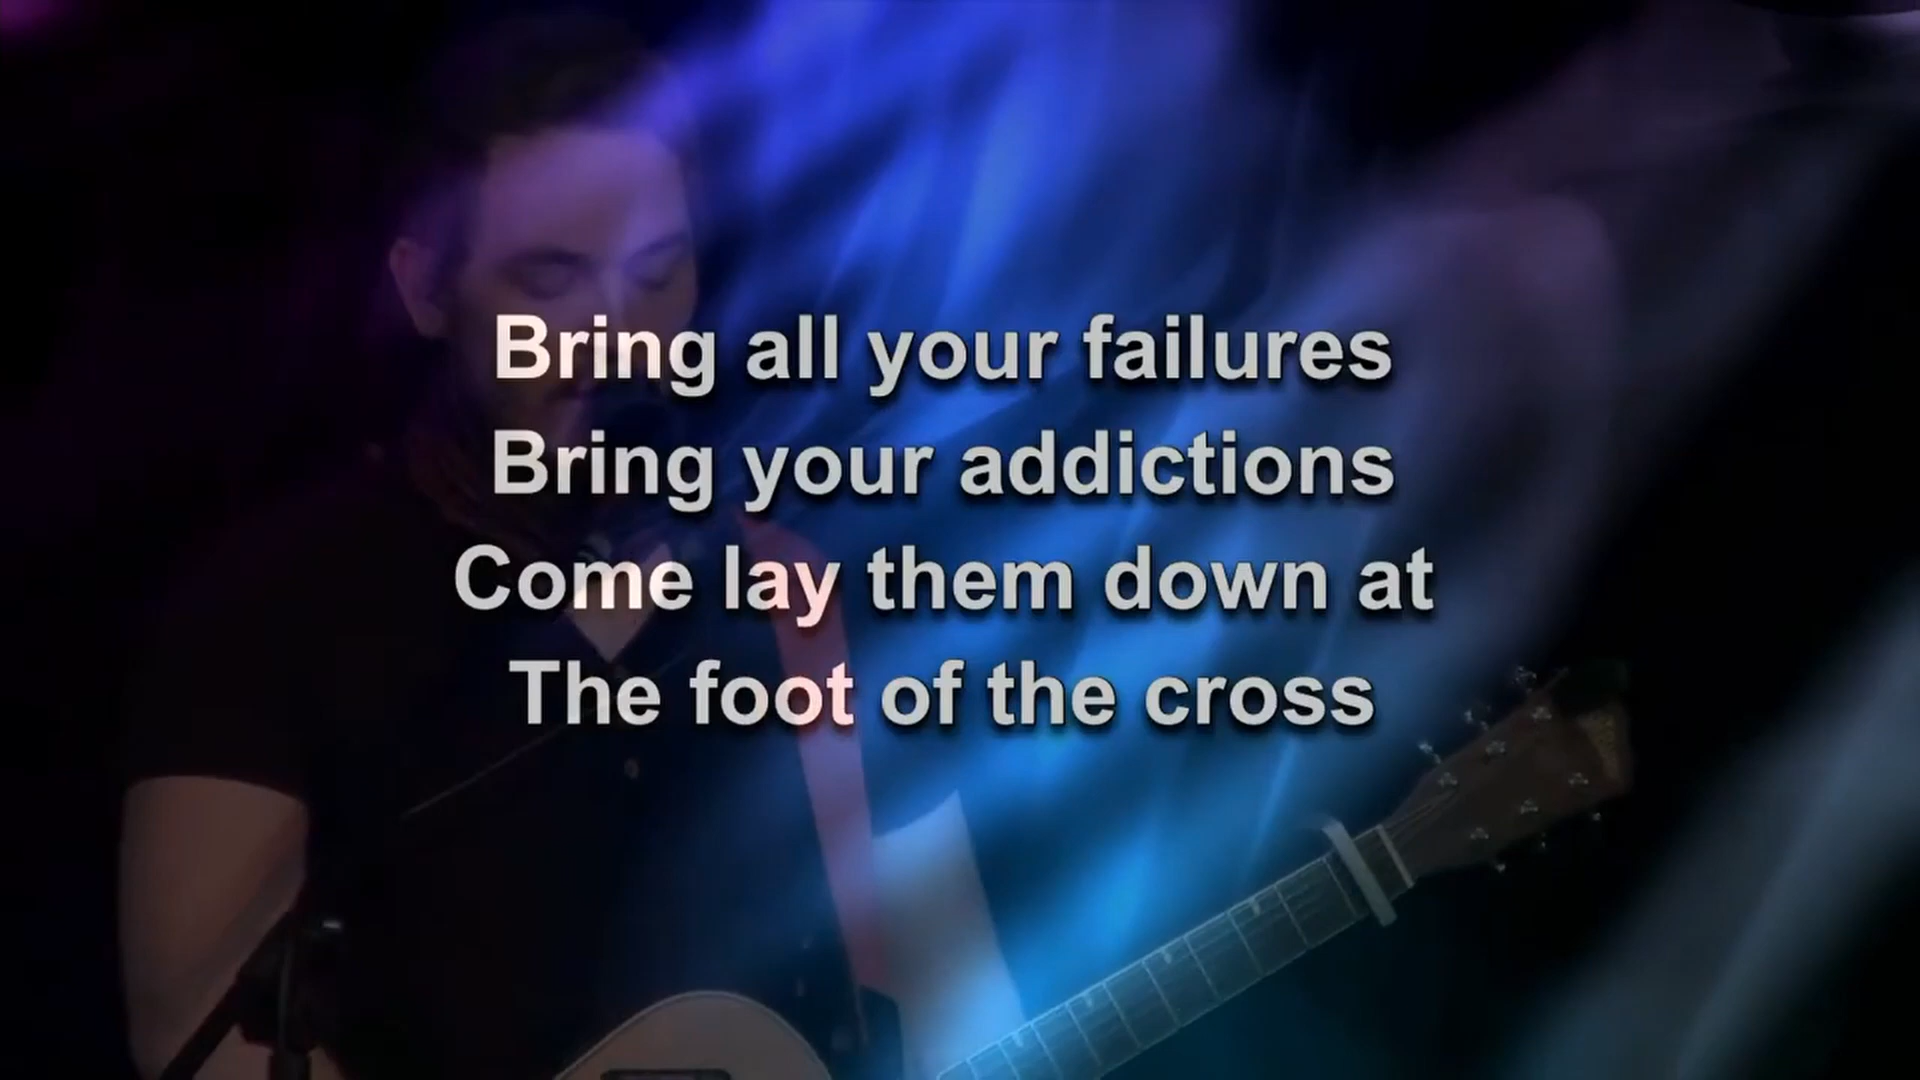 Bring all your failures
Bring your addictions
Come lay them down at
The foot of the cross